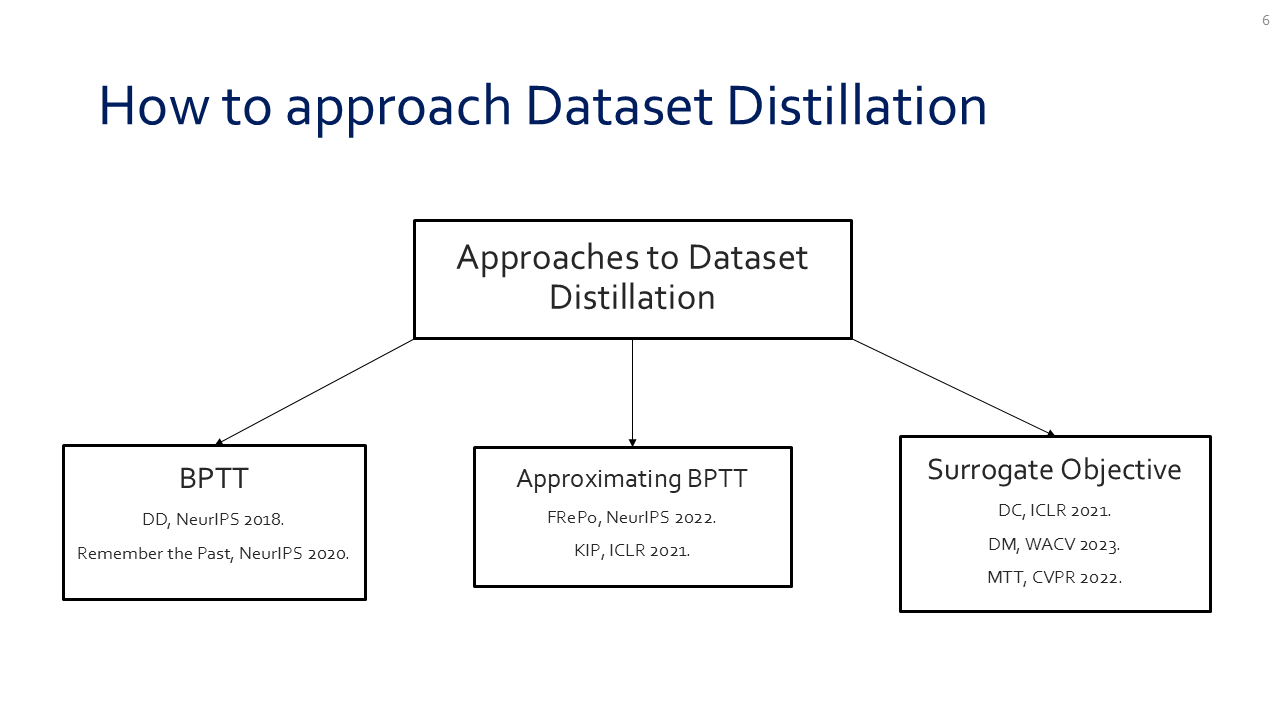 6
How to approach Dataset Distillation
Approaches to Dataset
Distillation
BPTT
DD, NeurIPS 2018.
Remember the Past, NeurIPS 2020.
Approximating BPTT
FRePo, NeurIPS 2022.
KIP, ICLR 2021.
Surrogate Objective
DC, ICLR 2021.
DM, WACV 2023.
MTT, CVPR 2022.